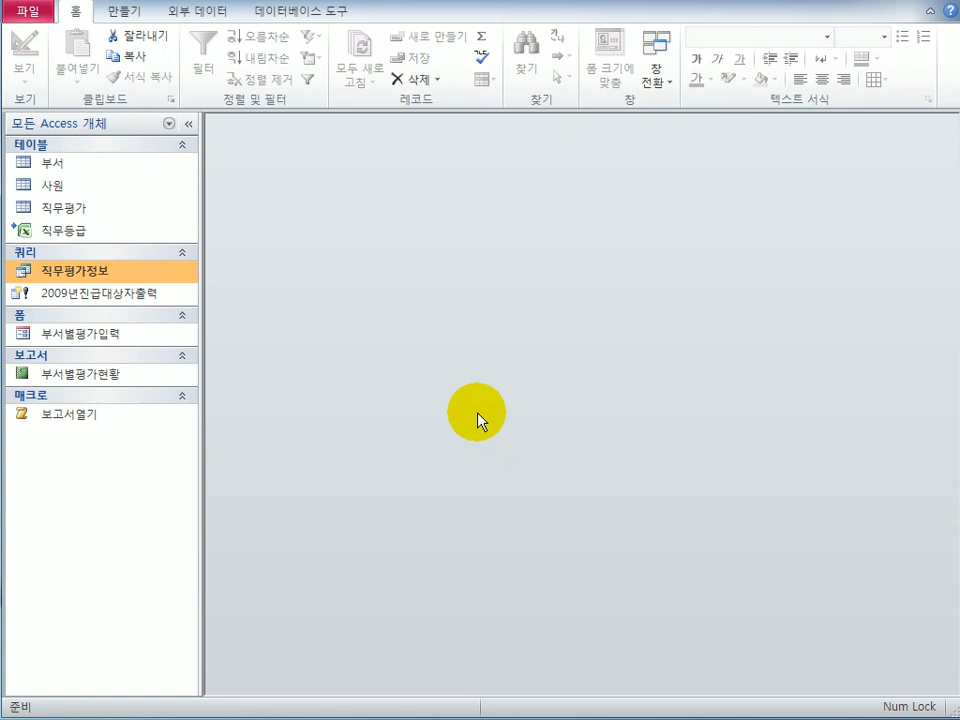 파일 홈 만들기 외부 데이터 데이터베이스 도구
보기
붙여넣기
잘라내기
복사
서식 복사
필터
오름차순
내림차순
정렬 제거
모두 새로
고침
새로 만들기
저장
삭제
찾기
폼 크기에
맞춤
창
전환
가 가 가
가
보기 클립보드 정렬 및 필터 레코드 찾기 창 텍스트 서식
모든 Access 개체
테이블
부서
사원
직무평가
직무등급
쿼리
직무평가정보
2009년진급대상자출력
폼
부서별평가입력
보고서
부서별평가현황
매크로
보고서열기
준비 Num Lock